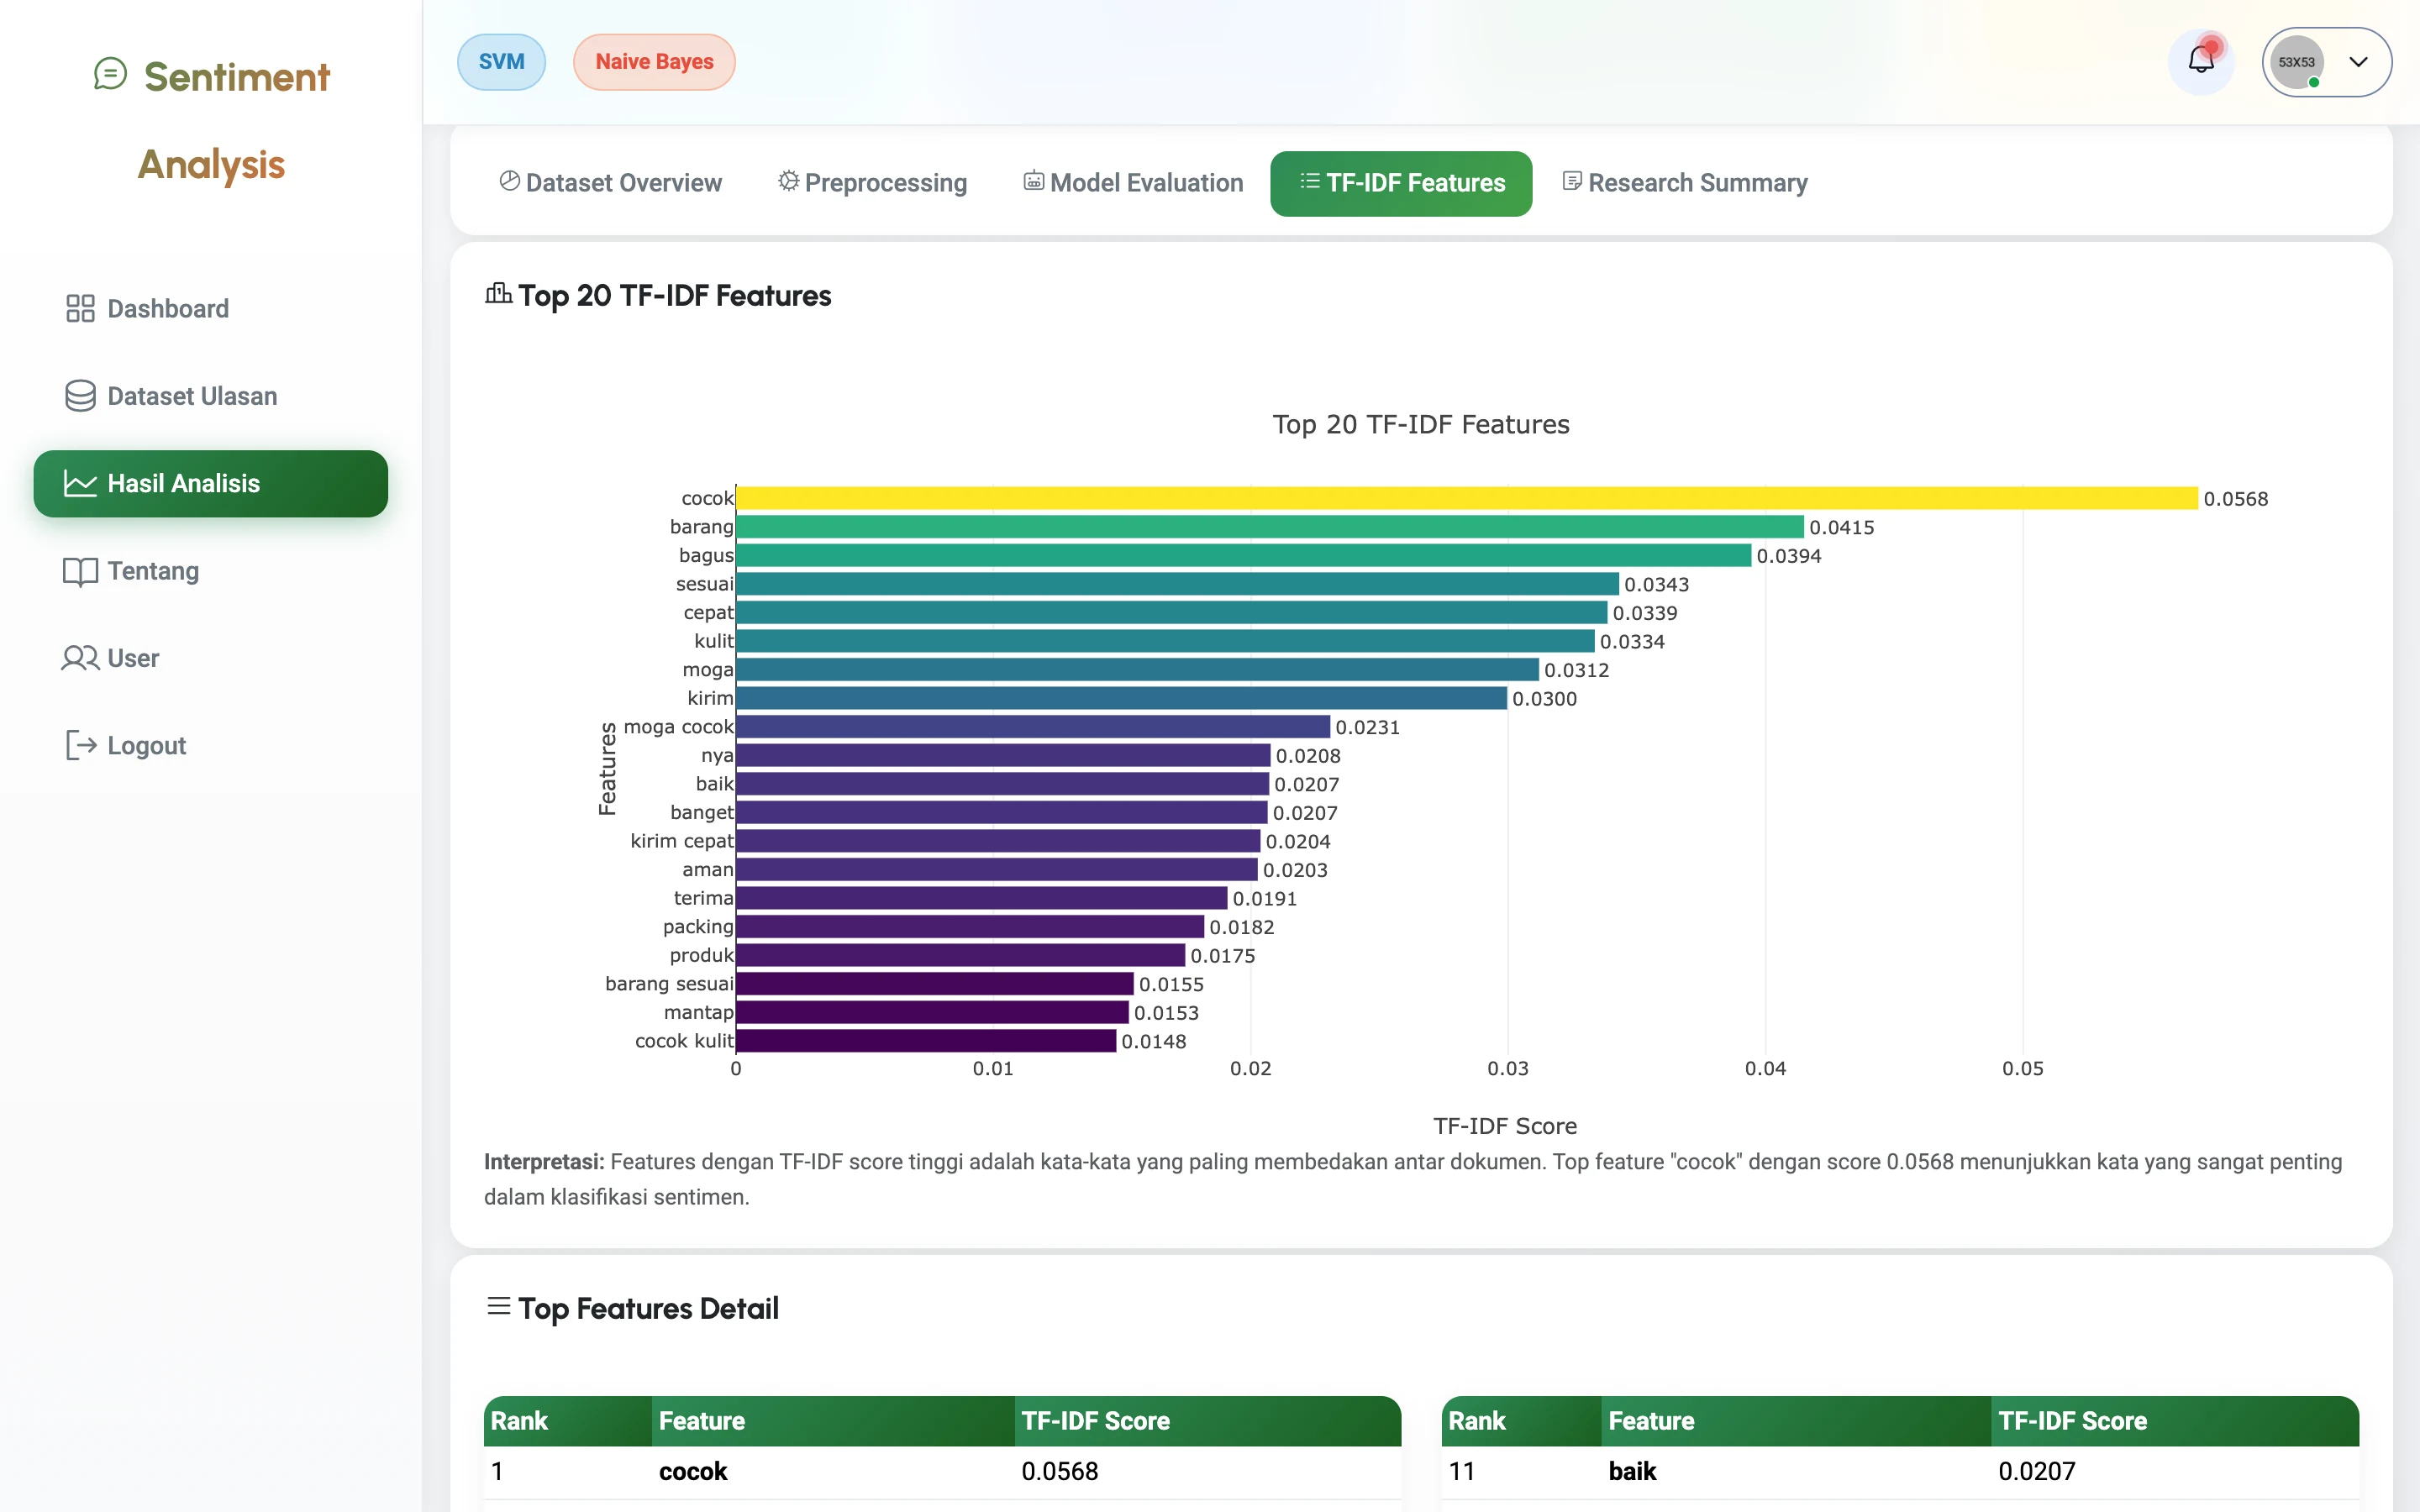 Sentiment
Analysis
Dashboard
Dataset Ulasan
Hasil Analisis
Tentang
User
Logout
SVM
Naive Bayes
53X53
Dataset Overview
Preprocessing
Model Evaluation
TF-IDF Features
Research Summary
Top 20 TF-IDF Features
Top 20 TF-IDF Features
cocok 0.0568
barang 0.0415
bagus 0.0394
sesuai 0.0343
cepat 0.0339
kulit 0.0334
moga 0.0312
kirim 0.0300
moga cocok 0.0231
nya 0.0208
baik 0.0207
banget 0.0207
kirim cepat 0.0204
aman 0.0203
terima 0.0191
packing 0.0182
produk 0.0175
barang sesuai 0.0155
mantap 0.0153
cocok kulit 0.0148
Features
0 0.01 0.02 0.03 0.04 0.05
TF-IDF Score
Interpretasi: Features dengan TF-IDF score tinggi adalah kata-kata yang paling membedakan antar dokumen. Top feature "cocok" dengan score 0.0568 menunjukkan kata yang sangat penting
dalam klasifikasi sentimen.
Top Features Detail
Rank Feature TF-IDF Score
1 cocok 0.0568
Rank Feature TF-IDF Score
11 baik 0.0207